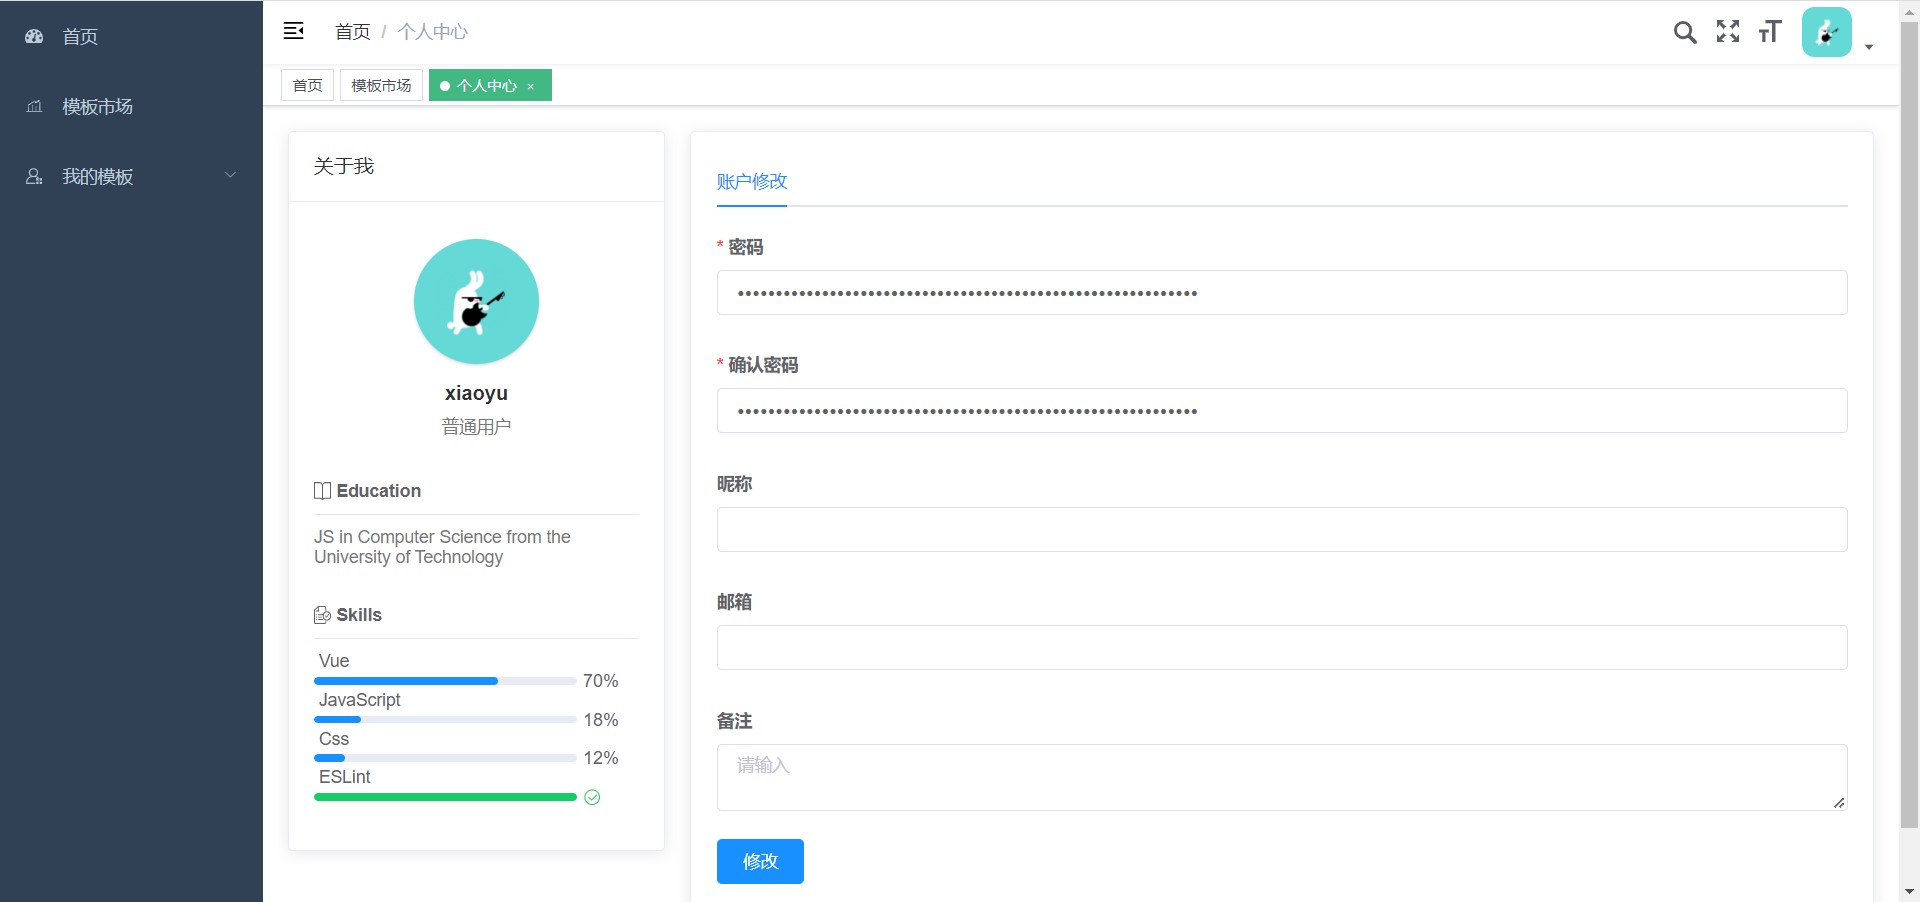 首页
模板市场
我的模板
首页 / 个人中心
首页
模板市场
个人中心 ×
关于我
xiaoyu
普通用户
Education
JS in Computer Science from the
University of Technology
Skills
Vue
70%
JavaScript
18%
Css
12%
ESLint
账户修改
* 密码
••••••••••••••••••••••••••••••••••••••••••••••••••••••••••••
* 确认密码
••••••••••••••••••••••••••••••••••••••••••••••••••••••••••••
昵称
邮箱
备注
请输入
修改